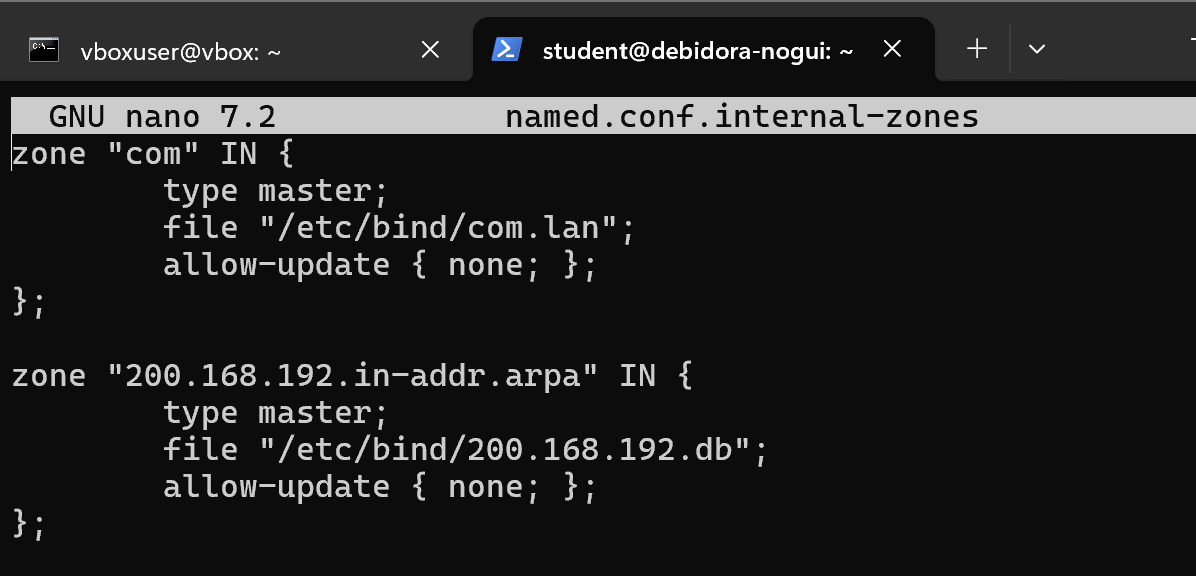 vboxuser@vbox: ~
student@debidora-nogui: ~
GNU nano 7.2 named.conf.internal-zones
zone "com" IN {
        type master;
        file "/etc/bind/com.lan";
        allow-update { none; };
};

zone "200.168.192.in-addr.arpa" IN {
        type master;
        file "/etc/bind/200.168.192.db";
        allow-update { none; };
};